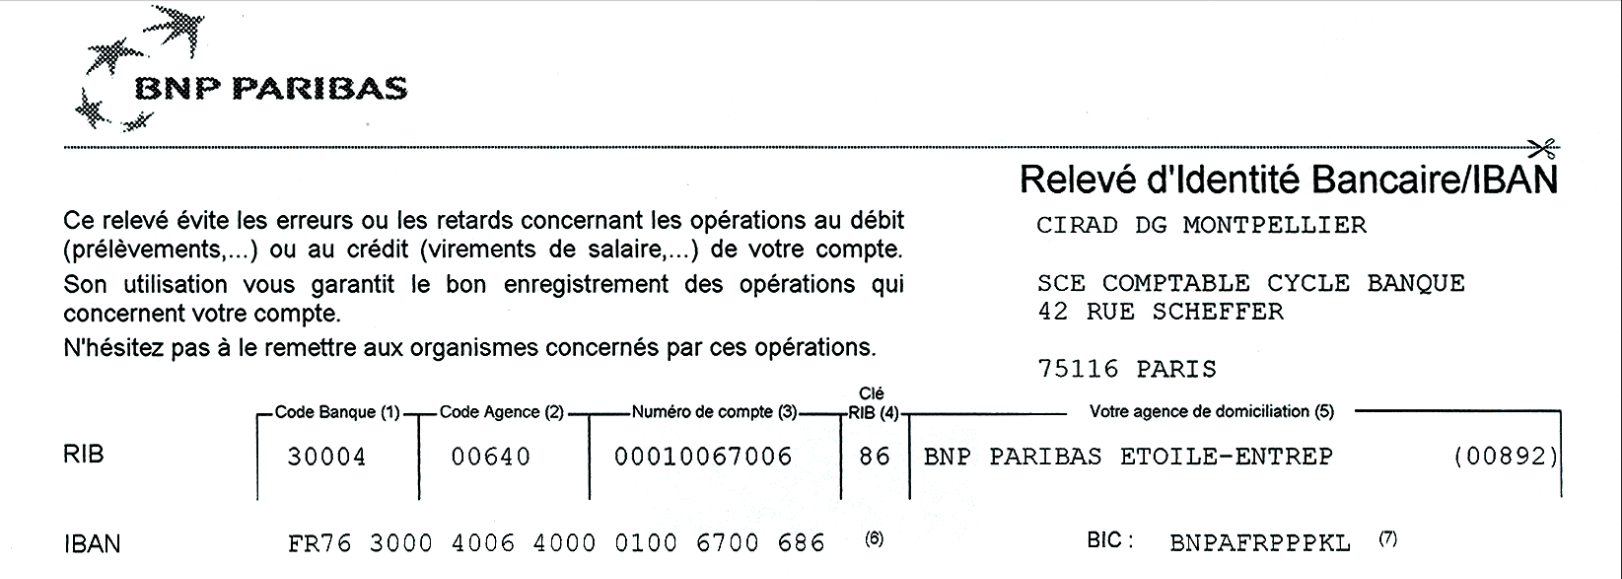 BNP PARIBAS
Relevé d'Identité Bancaire/IBAN
Ce relevé évite les erreurs ou les retards concernant les opérations au débit
(prélèvements,...) ou au crédit (virements de salaire,...) de votre compte.
Son utilisation vous garantit le bon enregistrement des opérations qui
concernent votre compte.
N'hésitez pas à le remettre aux organismes concernés par ces opérations.
CIRAD DG MONTPELLIER
SCE COMPTABLE CYCLE BANQUE
42 RUE SCHEFFER
75116 PARIS
Code Banque (1) Code Agence (2) Numéro de compte (3) Clé RIB (4) Votre agence de domiciliation (5)
RIB 30004 00640 00010067006 86 BNP PARIBAS ETOILE-ENTREP (00892)
IBAN FR76 3000 4006 4000 0100 6700 686 (6) BIC : BNPAFRPPPKL (7)